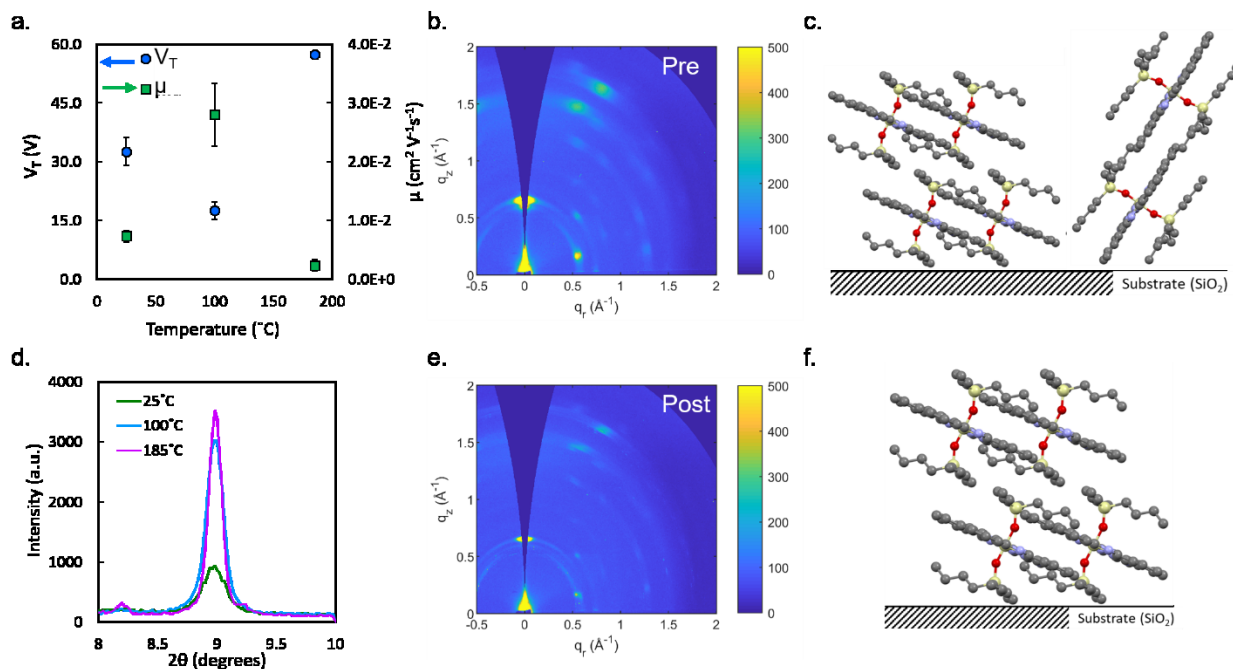 a.
60.0
45.0
30.0
15.0
0.0
V_T (V)
V_T
µ
4.0E-2
3.0E-2
2.0E-2
1.0E-2
0.0E+0
µ (cm² V⁻¹s⁻¹)
0 50 100 150 200
Temperature (˚C)
b.
Pre
2
1.5
1
0.5
0
q_z (Å⁻¹)
-0.5 0 0.5 1 1.5 2
q_r (Å⁻¹)
500
400
300
200
100
0
c.
Substrate (SiO₂)
d.
4000
3000
2000
1000
0
Intensity (a.u.)
25˚C
100˚C
185˚C
8 8.5 9 9.5 10
2θ (degrees)
e.
Post
2
1.5
1
0.5
0
q_z (Å⁻¹)
-0.5 0 0.5 1 1.5 2
q_r (Å⁻¹)
500
400
300
200
100
0
f.
Substrate (SiO₂)